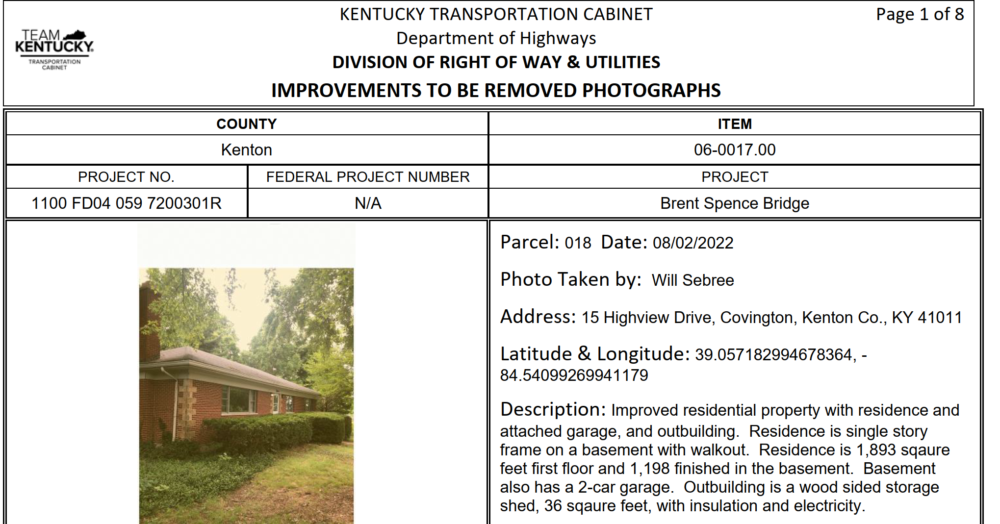 KENTUCKY TRANSPORTATION CABINET
Page 1 of 8
TEAM
KENTUCKY.
TRANSPORTATION
CABINET
Department of Highways
DIVISION OF RIGHT OF WAY & UTILITIES
IMPROVEMENTS TO BE REMOVED PHOTOGRAPHS
COUNTY
ITEM
Kenton
06-0017.00
PROJECT NO.
FEDERAL PROJECT NUMBER
PROJECT
1100 FD04 059 7200301R
N/A
Brent Spence Bridge
Parcel: 018 Date: 08/02/2022
Photo Taken by: Will Sebree
Address: 15 Highview Drive, Covington, Kenton Co., KY 41011
Latitude & Longitude: 39.057182994678364, -
84.54099269941179
Description: Improved residential property with residence and
attached garage, and outbuilding. Residence is single story
frame on a basement with walkout. Residence is 1,893 sqaure
feet first floor and 1,198 finished in the basement. Basement
also has a 2-car garage. Outbuilding is a wood sided storage
shed, 36 sqaure feet, with insulation and electricity.